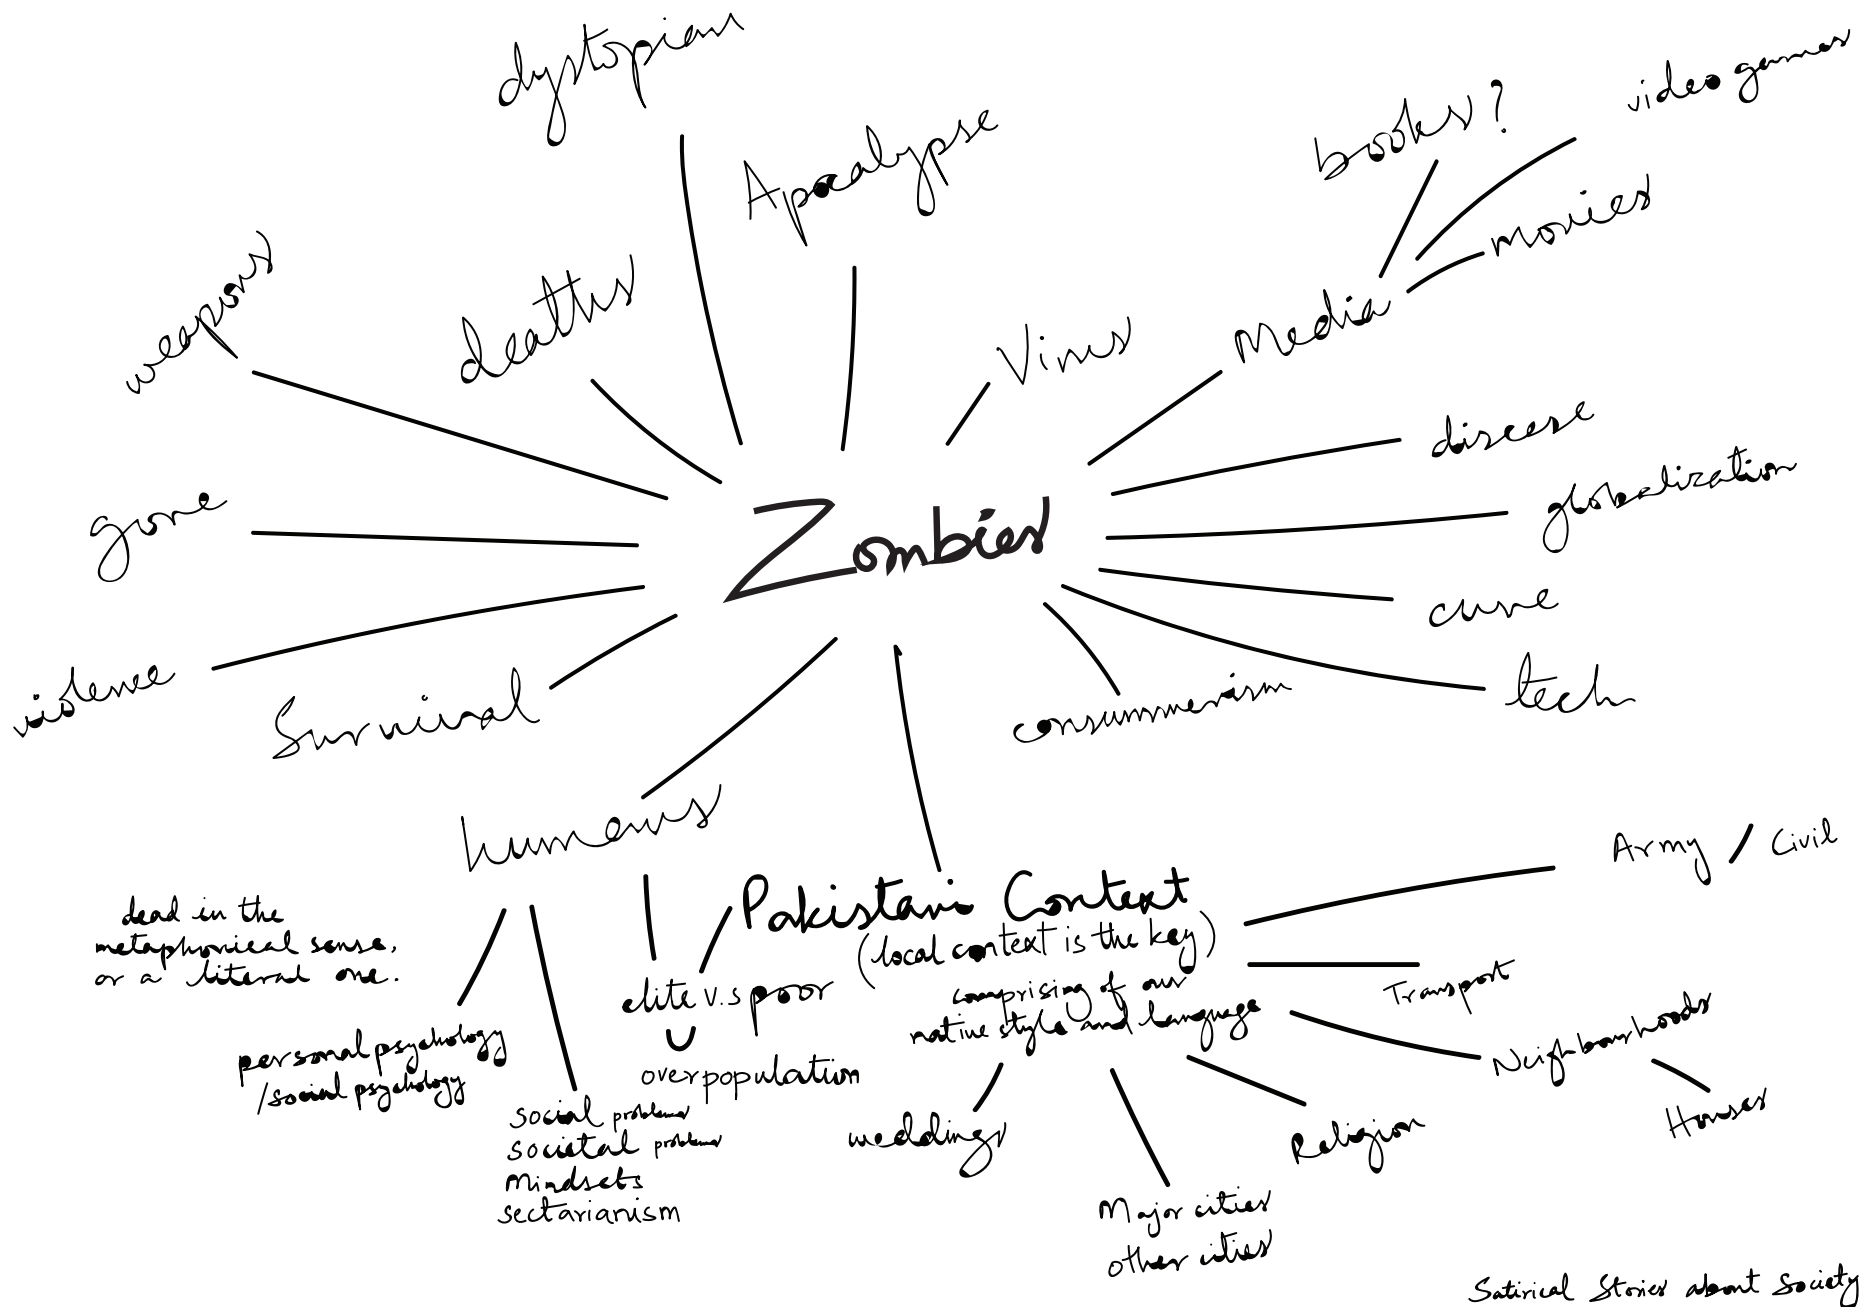 dystopian
Apocalypse
books?
video games
movies
Media
weapons
deaths
Virus
disease
globalization
gore
Zombies
cure
violence
Survival
consummerism
tech
humans
Pakistani Context
(local context is the key)
comprising of our
native style and language
Army / Civil
Transport
Neighbourhoods
Houses
Religion
Major cities
other cities
weddings
elite v.s poor
overpopulation
dead in the
metaphorical sense,
or a literal one.
personal psychology
/social psychology
social problems
societal problems
Mindsets
sectarianism
Satirical Stories about Society